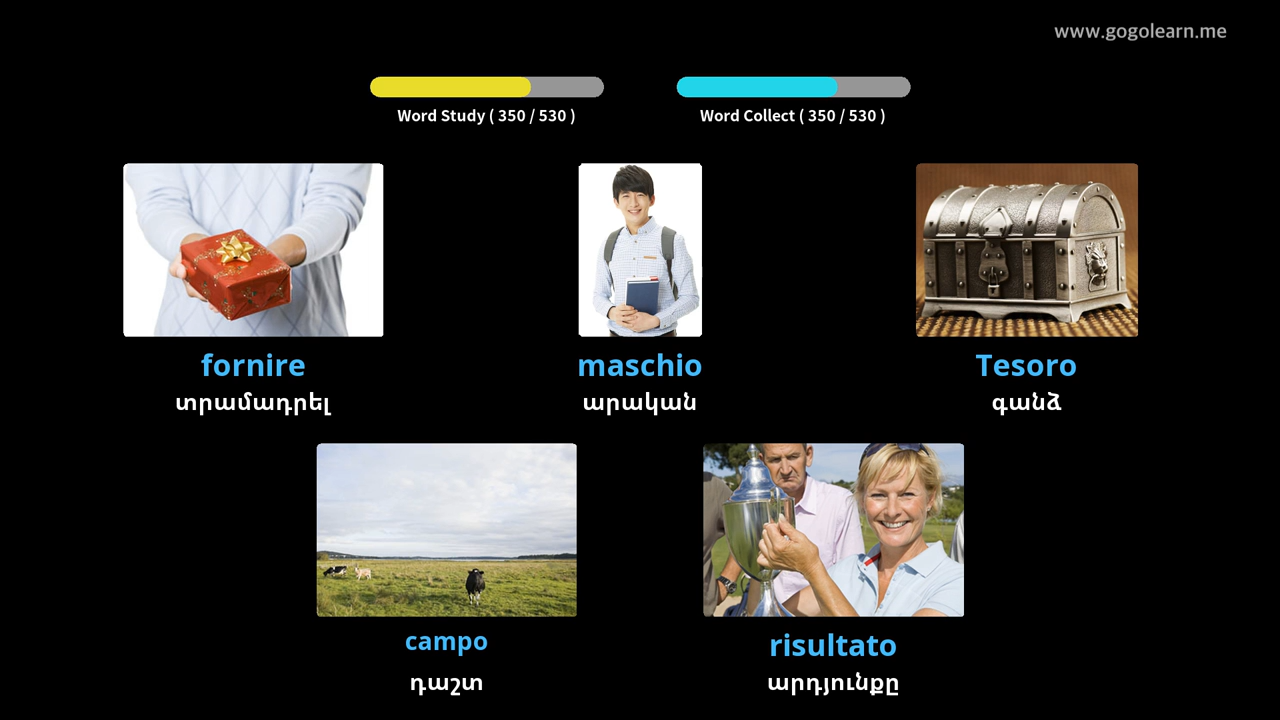 www.gogolearn.me
Word Study ( 350 / 530 )
Word Collect ( 350 / 530 )
fornire
տրամադրել
maschio
արական
Tesoro
գանձ
campo
դաշտ
risultato
արդյունքը